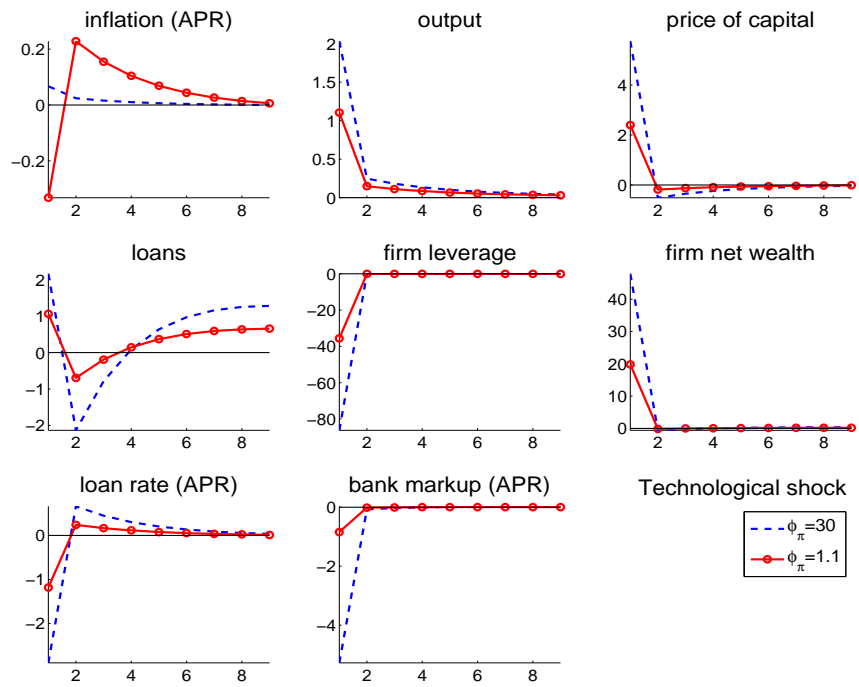 inflation (APR)
0.2
0
−0.2
2 4 6 8
output
2
1.5
1
0.5
0
2 4 6 8
price of capital
4
2
0
2 4 6 8
loans
2
1
0
−1
−2
2 4 6 8
firm leverage
0
−20
−40
−60
−80
2 4 6 8
firm net wealth
40
30
20
10
0
2 4 6 8
loan rate (APR)
0
−1
−2
2 4 6 8
bank markup (APR)
0
−2
−4
2 4 6 8
Technological shock
ϕπ=30
ϕπ=1.1